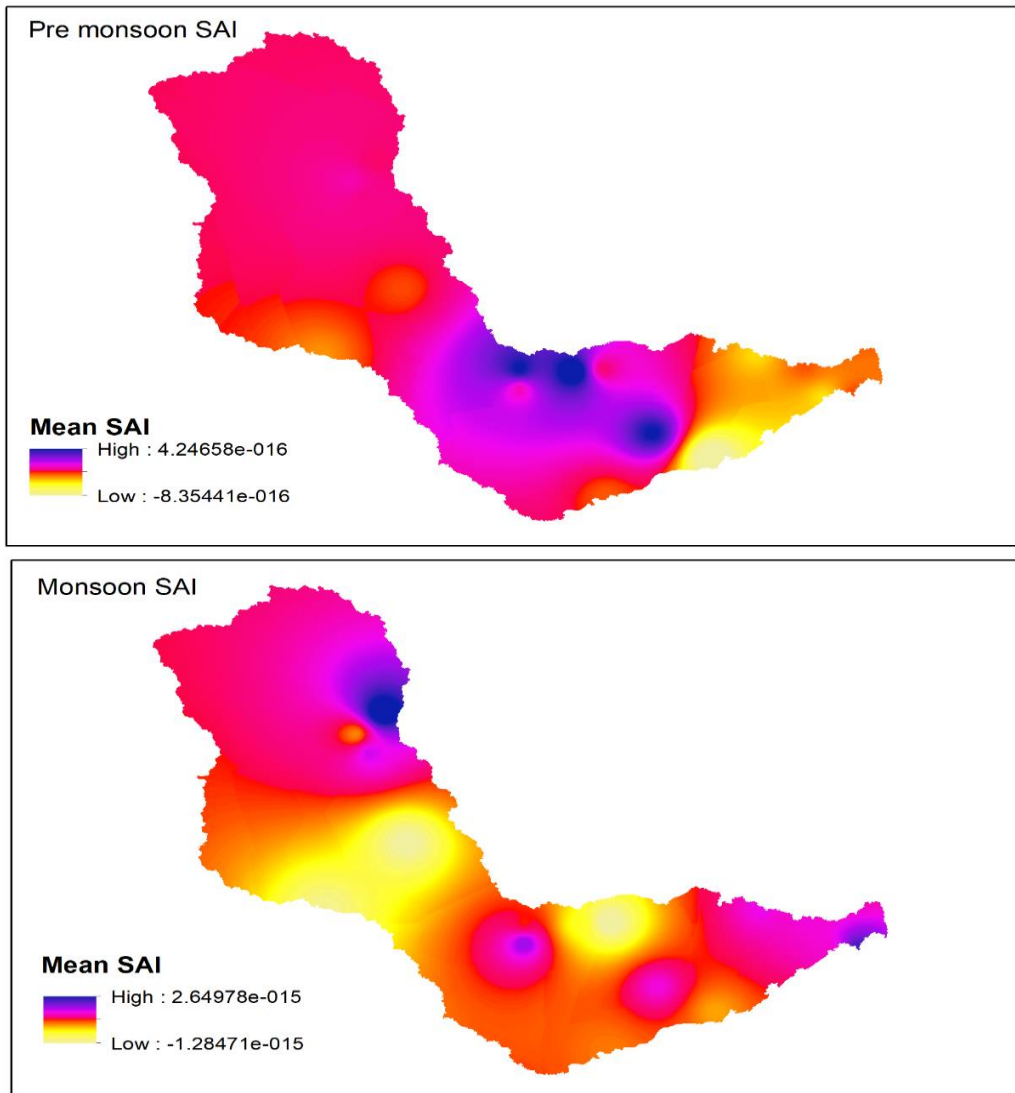 Pre monsoon SAI
Mean SAI
High : 4.24658e-016
Low : -8.35441e-016
Monsoon SAI
Mean SAI
High : 2.64978e-015
Low : -1.28471e-015